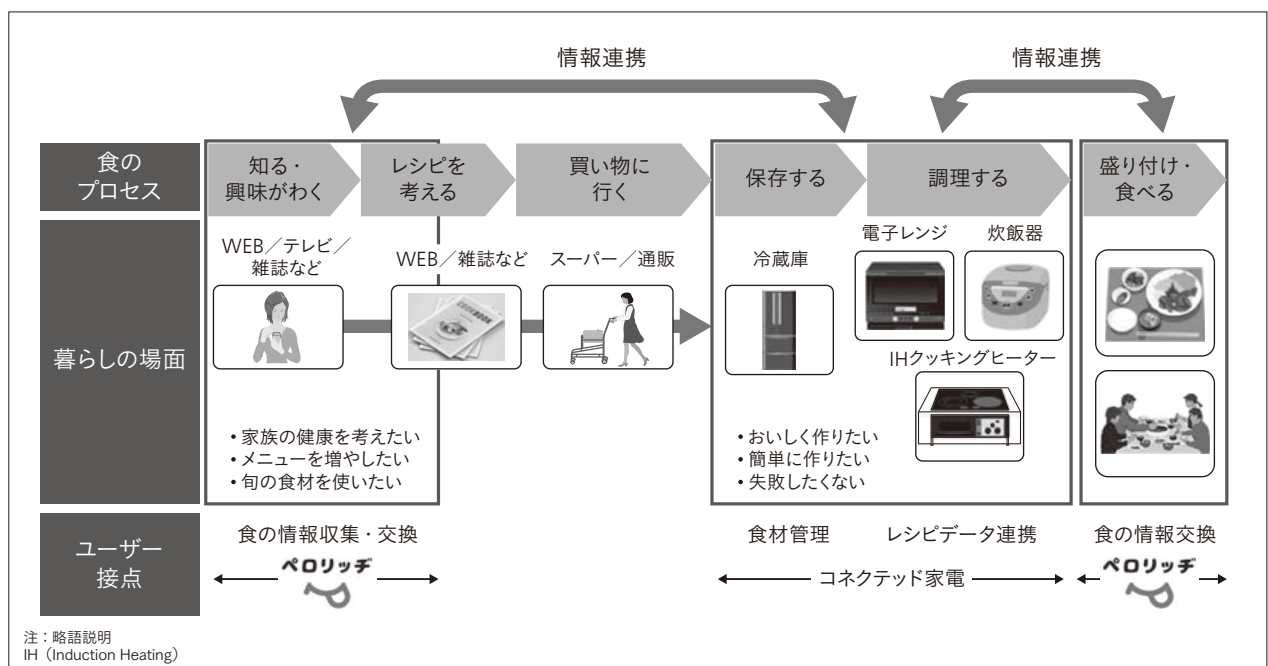 情報連携
情報連携
食の
プロセス
知る・
興味がわく
レシピを
考える
買い物に
行く
保存する
調理する
盛り付け・
食べる
暮らしの場面
WEB／テレビ／
雑誌など
WEB／雑誌など
スーパー／通販
冷蔵庫
電子レンジ
炊飯器
IHクッキングヒーター
COOKBOOK
• 家族の健康を考えたい
• メニューを増やしたい
• 旬の食材を使いたい
• おいしく作りたい
• 簡単に作りたい
• 失敗したくない
ユーザー
接点
食の情報収集・交換
ペロリッヂ
食材管理
レシピデータ連携
コネクテッド家電
食の情報交換
ペロリッヂ
注：略語説明
IH（Induction Heating）